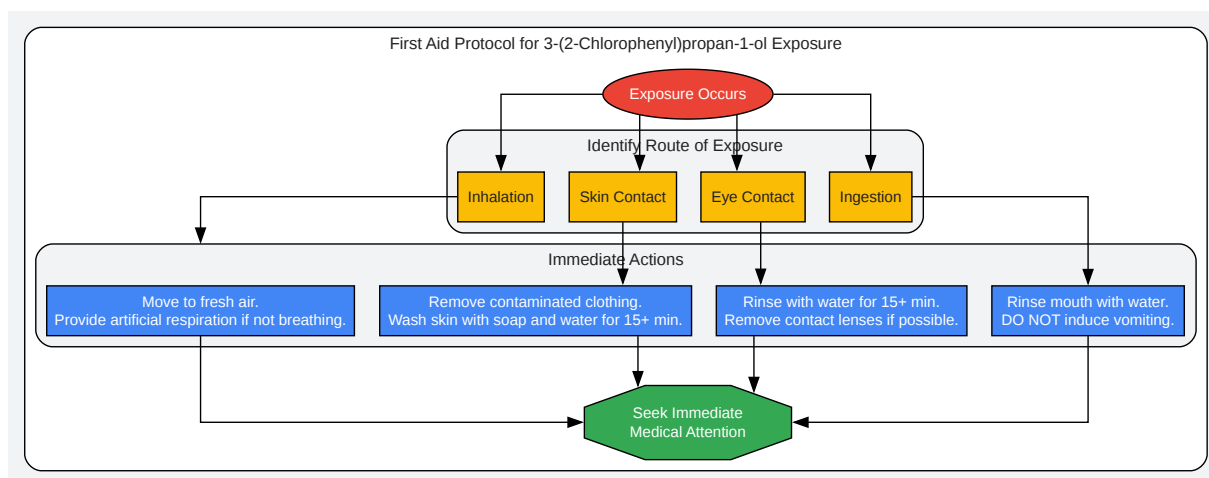 First Aid Protocol for 3-(2-Chlorophenyl)propan-1-ol Exposure
Exposure Occurs
Identify Route of Exposure
Inhalation
Skin Contact
Eye Contact
Ingestion
Immediate Actions
Move to fresh air.
Provide artificial respiration if not breathing.
Remove contaminated clothing.
Wash skin with soap and water for 15+ min.
Rinse with water for 15+ min.
Remove contact lenses if possible.
Rinse mouth with water.
DO NOT induce vomiting.
Seek Immediate
Medical Attention